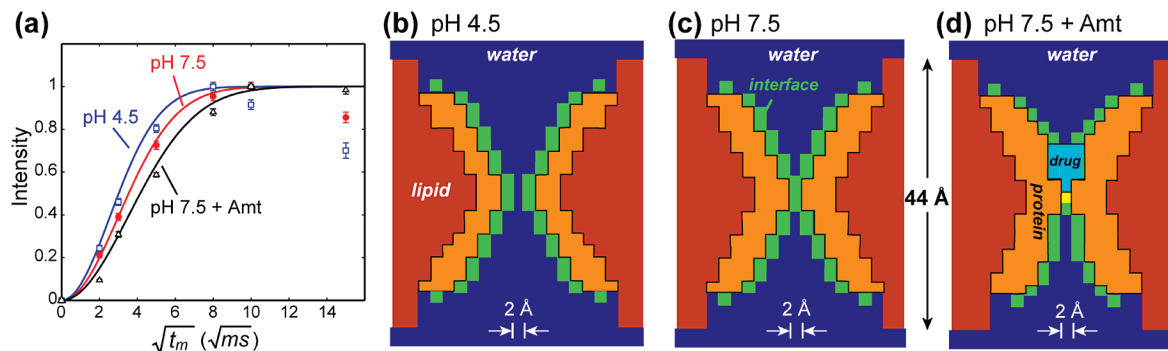 (a)
1
0.8
0.6
0.4
0.2
0
Intensity
pH 7.5
pH 4.5
pH 7.5 + Amt
0 2 4 6 8 10 12 14
√tₘ (√ms)
(b) pH 4.5
water
lipid
2 Å
(c) pH 7.5
water
interface
2 Å
(d) pH 7.5 + Amt
water
drug
protein
44 Å
2 Å